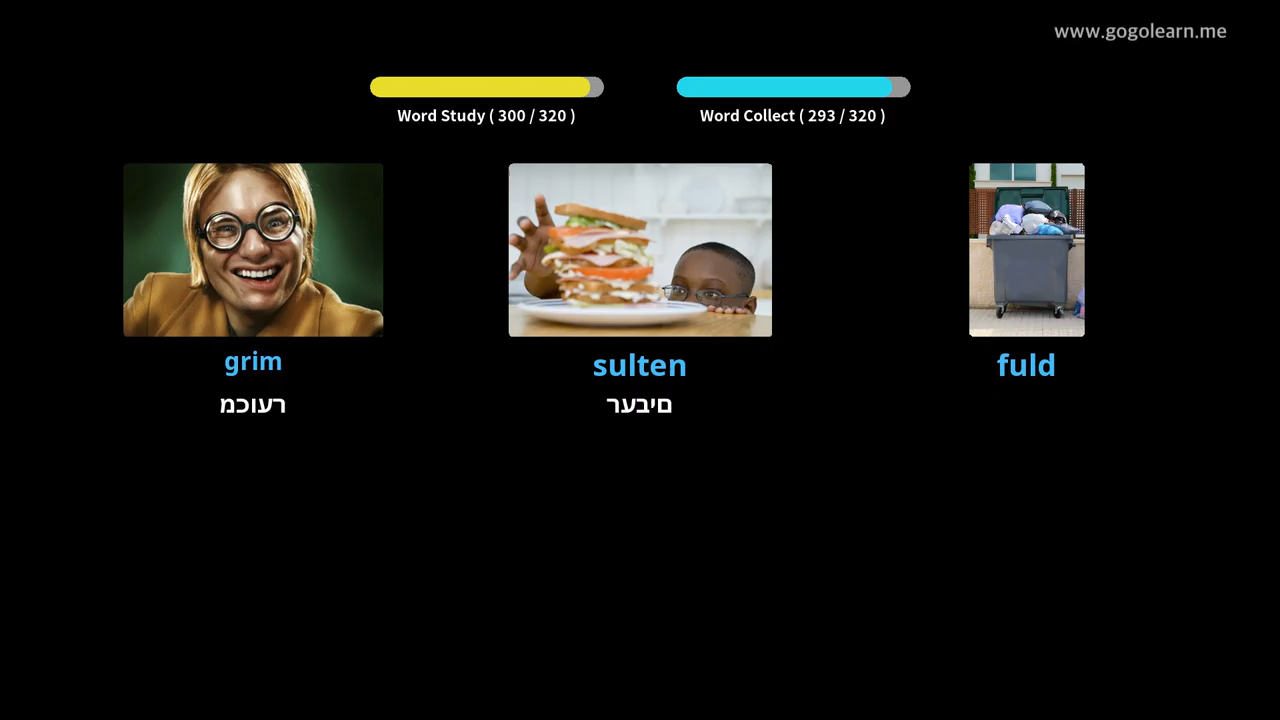 www.gogolearn.me
Word Study ( 300 / 320 )
Word Collect ( 293 / 320 )
grim
sulten
fuld
רעוכמ
םיבער